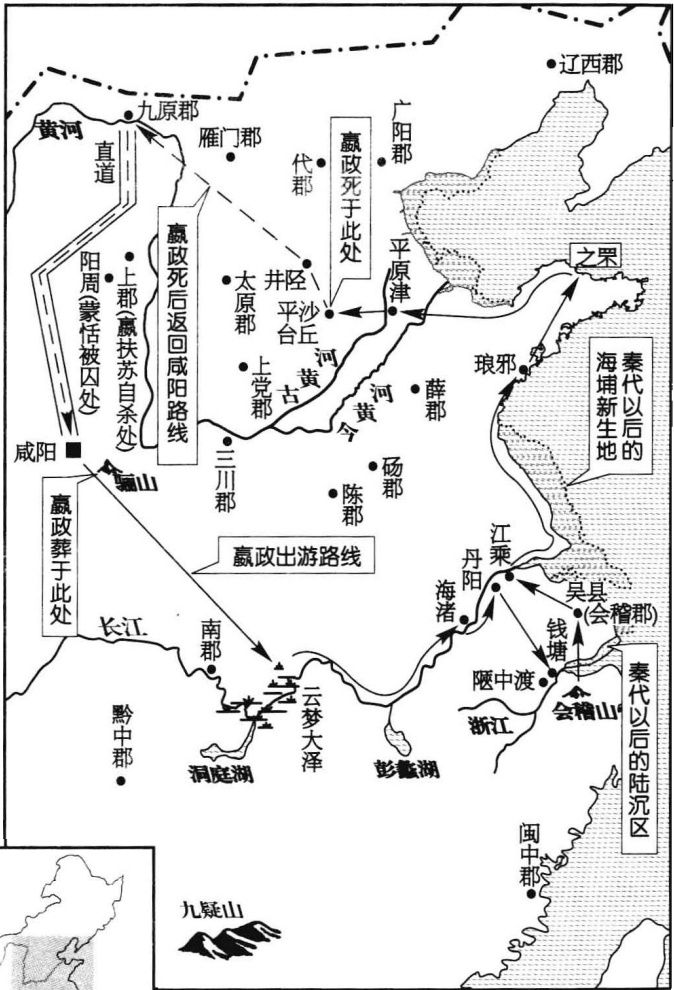 辽西郡
九原郡
黄河
雁门郡
广阳郡
代郡
直道
嬴政死于此处
嬴政死后返回咸阳路线
平原津
之罘
阳周(蒙恬被囚处)
上郡(嬴扶苏自杀处)
太原郡
井陉
沙丘
平台
上党郡
古黄河
今黄河
薛郡
琅邪
秦代以后的
海埔新生地
咸阳
骊山
三川郡
砀郡
陈郡
嬴政葬于此处
嬴政出游路线
江乘
丹阳
海渚
吴县
(会稽郡)
钱塘
长江
南郡
陿中渡
会稽山
浙江
秦代以后的陆沉区
云梦大泽
黔中郡
洞庭湖
彭蠡湖
闽中郡
九疑山